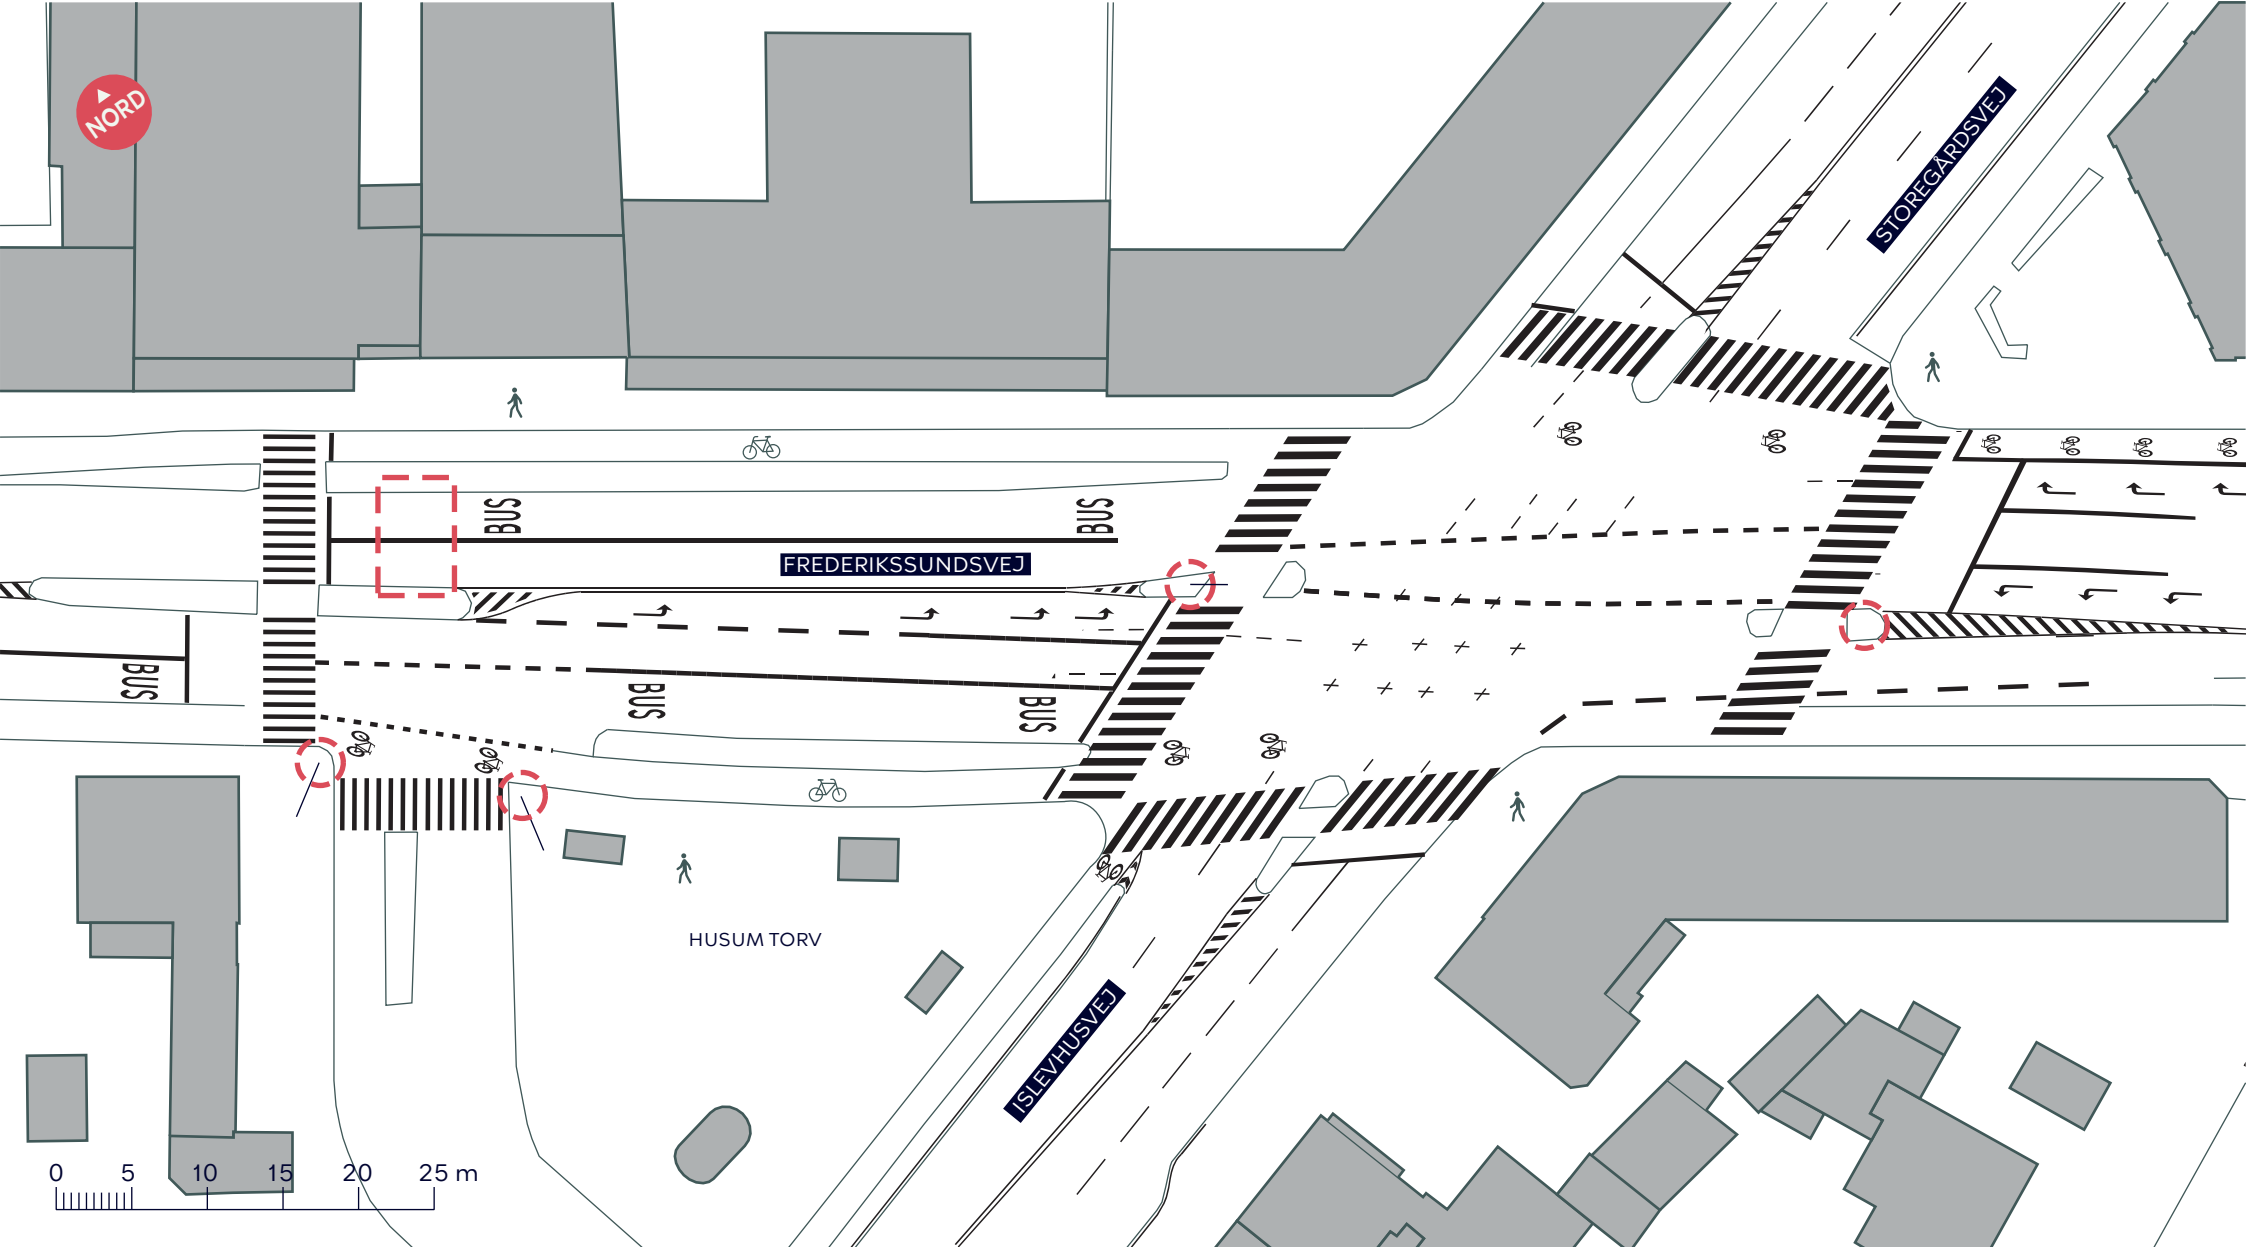 NORD
STOREGÅRDSVEJ
BUS
BUS
FREDERIKSSUNDSVEJ
BUS
BUS
BUS
HUSUM TORV
ISLEVHUSVEJ
0 5 10 15 20 25 m